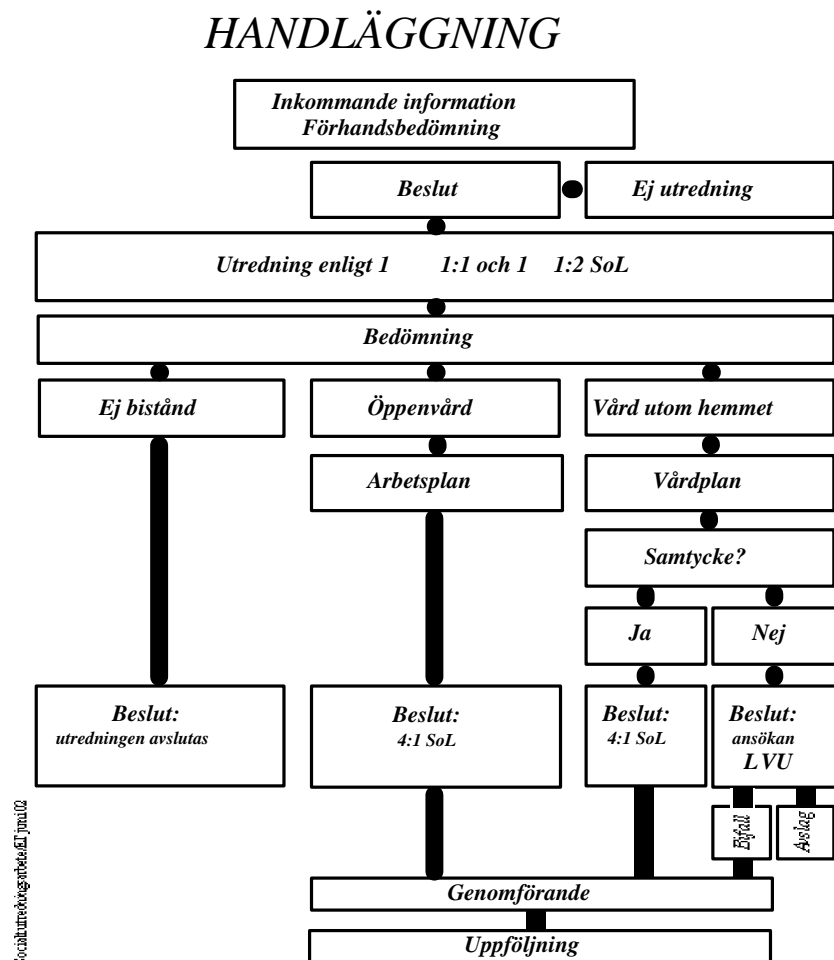 HANDLÄGGNING
Inkommande information
Förhandsbedömning
Beslut
Ej utredning
Utredning enligt 1 1:1 och 1 1:2 SoL
Bedömning
Ej bistånd
Öppenvård
Vård utom hemmet
Arbetsplan
Vårdplan
Samtycke?
Ja
Nej
Beslut:
utredningen avslutas
Beslut:
4:1 SoL
Beslut:
4:1 SoL
Beslut:
ansökan
LVU
Bifall
Avslag
Genomförande
Uppföljning
juni 02